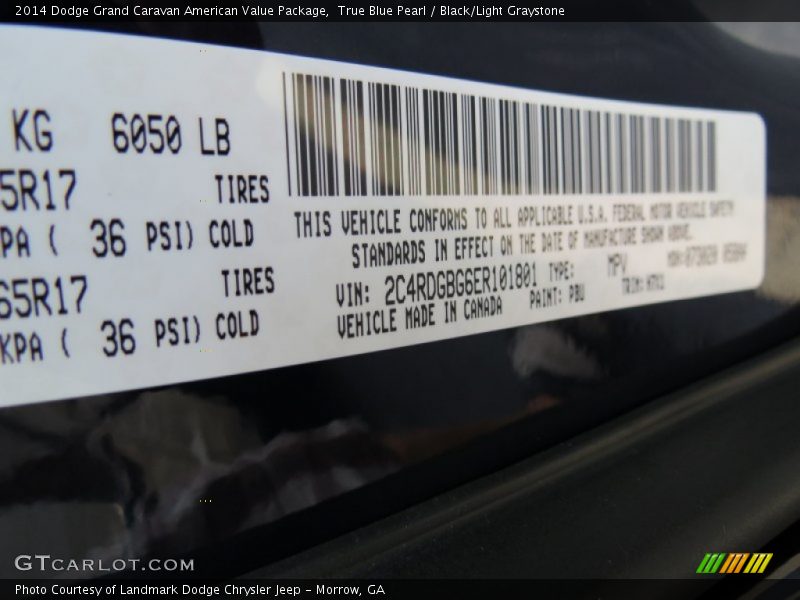 2014 Dodge Grand Caravan American Value Package,  True Blue Pearl / Black/Light Graystone
KG 6050 LB
5R17 TIRES
PA ( 36 PSI) COLD
65R17 TIRES
KPA ( 36 PSI) COLD
THIS VEHICLE CONFORMS TO ALL APPLICABLE U.S.A. FEDERAL MOTOR VEHICLE SAFETY
STANDARDS IN EFFECT ON THE DATE OF MANUFACTURE SHOWN ABOVE.
VIN: 2C4RDGBG6ER101801 TYPE: MPV
VEHICLE MADE IN CANADA PAINT: PBU TRIM:
GTCARLOT.COM
Photo Courtesy of Landmark Dodge Chrysler Jeep – Morrow, GA